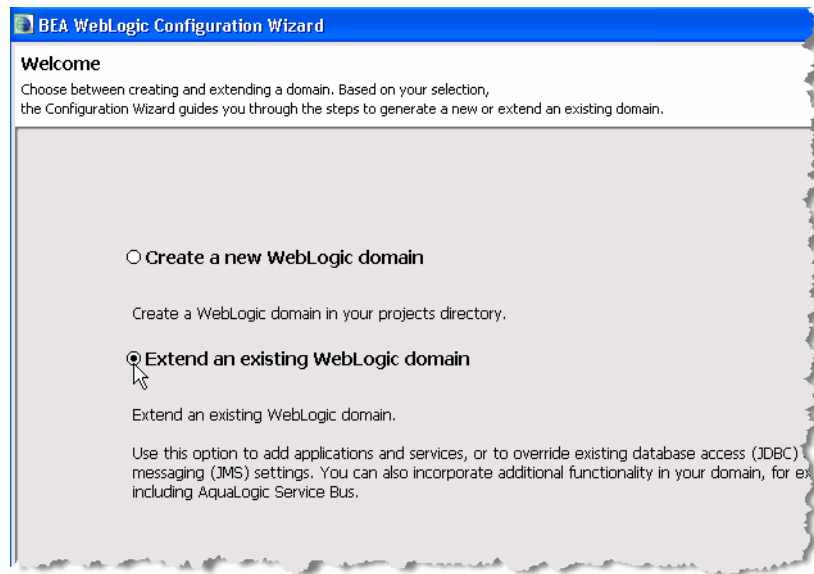 BEA WebLogic Configuration Wizard
Welcome
Choose between creating and extending a domain. Based on your selection,
the Configuration Wizard guides you through the steps to generate a new or extend an existing domain.
Create a new WebLogic domain
Create a WebLogic domain in your projects directory.
Extend an existing WebLogic domain
Extend an existing WebLogic domain.
Use this option to add applications and services, or to override existing database access (JDBC)
messaging (JMS) settings. You can also incorporate additional functionality in your domain, for
including AquaLogic Service Bus.